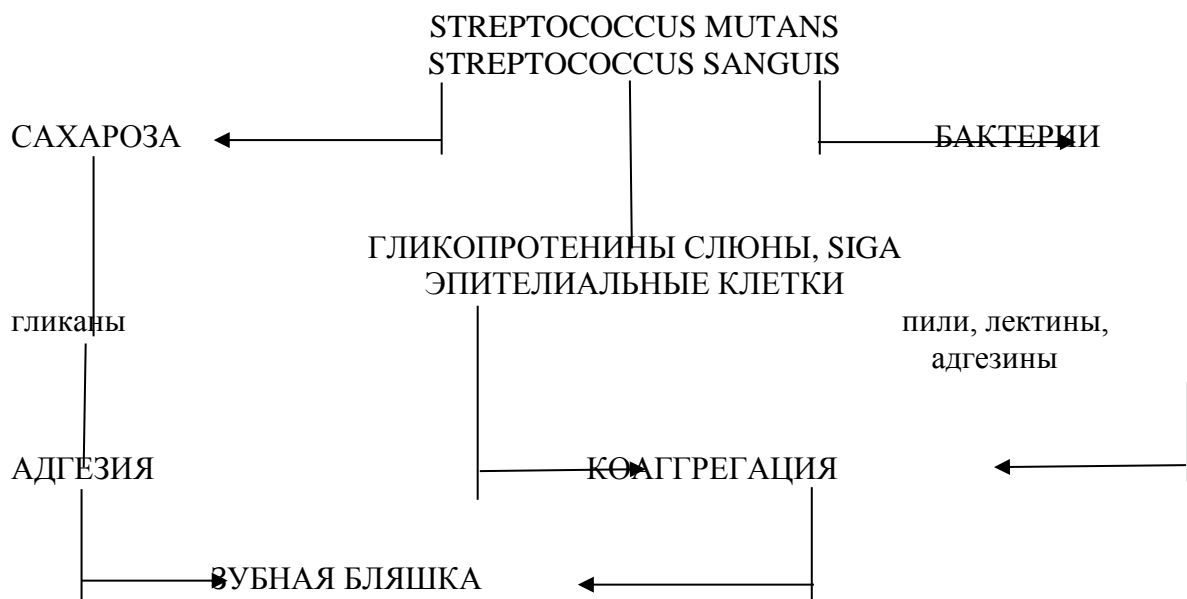 STREPTOCOCCUS MUTANS
STREPTOCOCCUS SANGUIS
САХАРОЗА БАКТЕРИИ
ГЛИКОПРОТЕНИНЫ СЛЮНЫ, SIGA
ЭПИТЕЛИАЛЬНЫЕ КЛЕТКИ
гликаны пили, лектины,
адгезины
АДГЕЗИЯ КОАГГРЕГАЦИЯ
ЗУБНАЯ БЛЯШКА